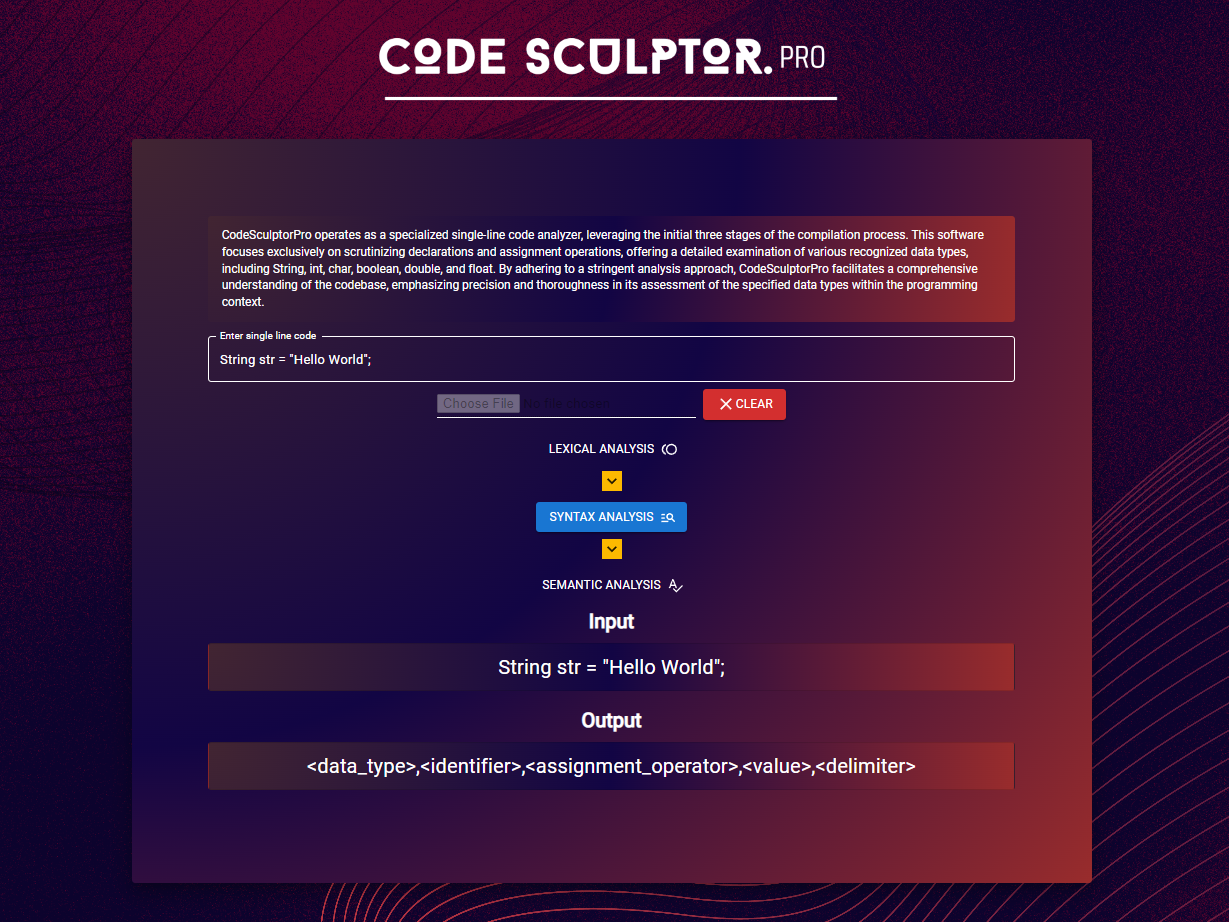 CODE SCULPTOR. PRO
CodeSculptorPro operates as a specialized single-line code analyzer, leveraging the initial three stages of the compilation process. This software
focuses exclusively on scrutinizing declarations and assignment operations, offering a detailed examination of various recognized data types,
including String, int, char, boolean, double, and float. By adhering to a stringent analysis approach, CodeSculptorPro facilitates a comprehensive
understanding of the codebase, emphasizing precision and thoroughness in its assessment of the specified data types within the programming
context.
Enter single line code
String str = "Hello World";
Choose File No file chosen
CLEAR
LEXICAL ANALYSIS
SYNTAX ANALYSIS
SEMANTIC ANALYSIS
Input
String str = "Hello World";
Output
<data_type>,<identifier>,<assignment_operator>,<value>,<delimiter>